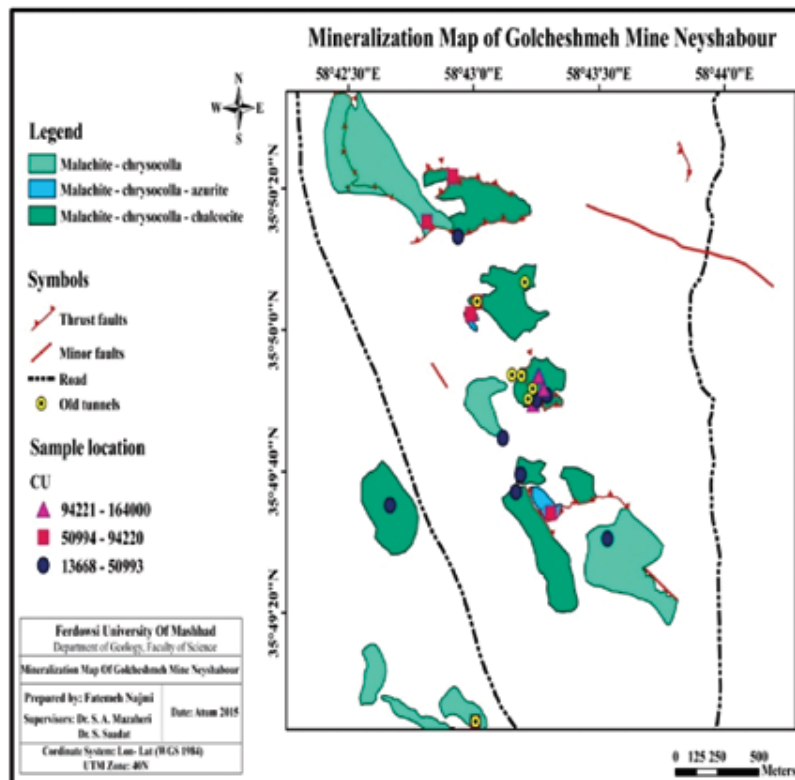 Mineralization Map of Golcheshmeh Mine Neyshabour
58°42'30"E 58°43'0"E 58°43'30"E 58°44'0"E
N
W E
S
35°50'20"N
35°50'0"N
35°49'40"N
35°49'20"N
Legend
Malachite - chrysocolla
Malachite - chrysocolla - azurite
Malachite - chrysocolla - chalcocite
Symbols
Thrust faults
Minor faults
Road
Old tunnels
Sample location
CU
94221 - 164000
50994 - 94220
13668 - 50993
Ferdowsi University Of Mashhad
Department of Geology, Faculty of Science
Mineralization Map Of Golcheshmeh Mine Neyshabour
Prepared by: Fatemeh Najmi
Supervisors: Dr. S. A. Mazaheri
Dr. S. Saadat
Date: Atum 2015
Cordinate System: Lon- Lat (WGS 1984)
UTM Zone: 40N
0 125 250 500
Meters